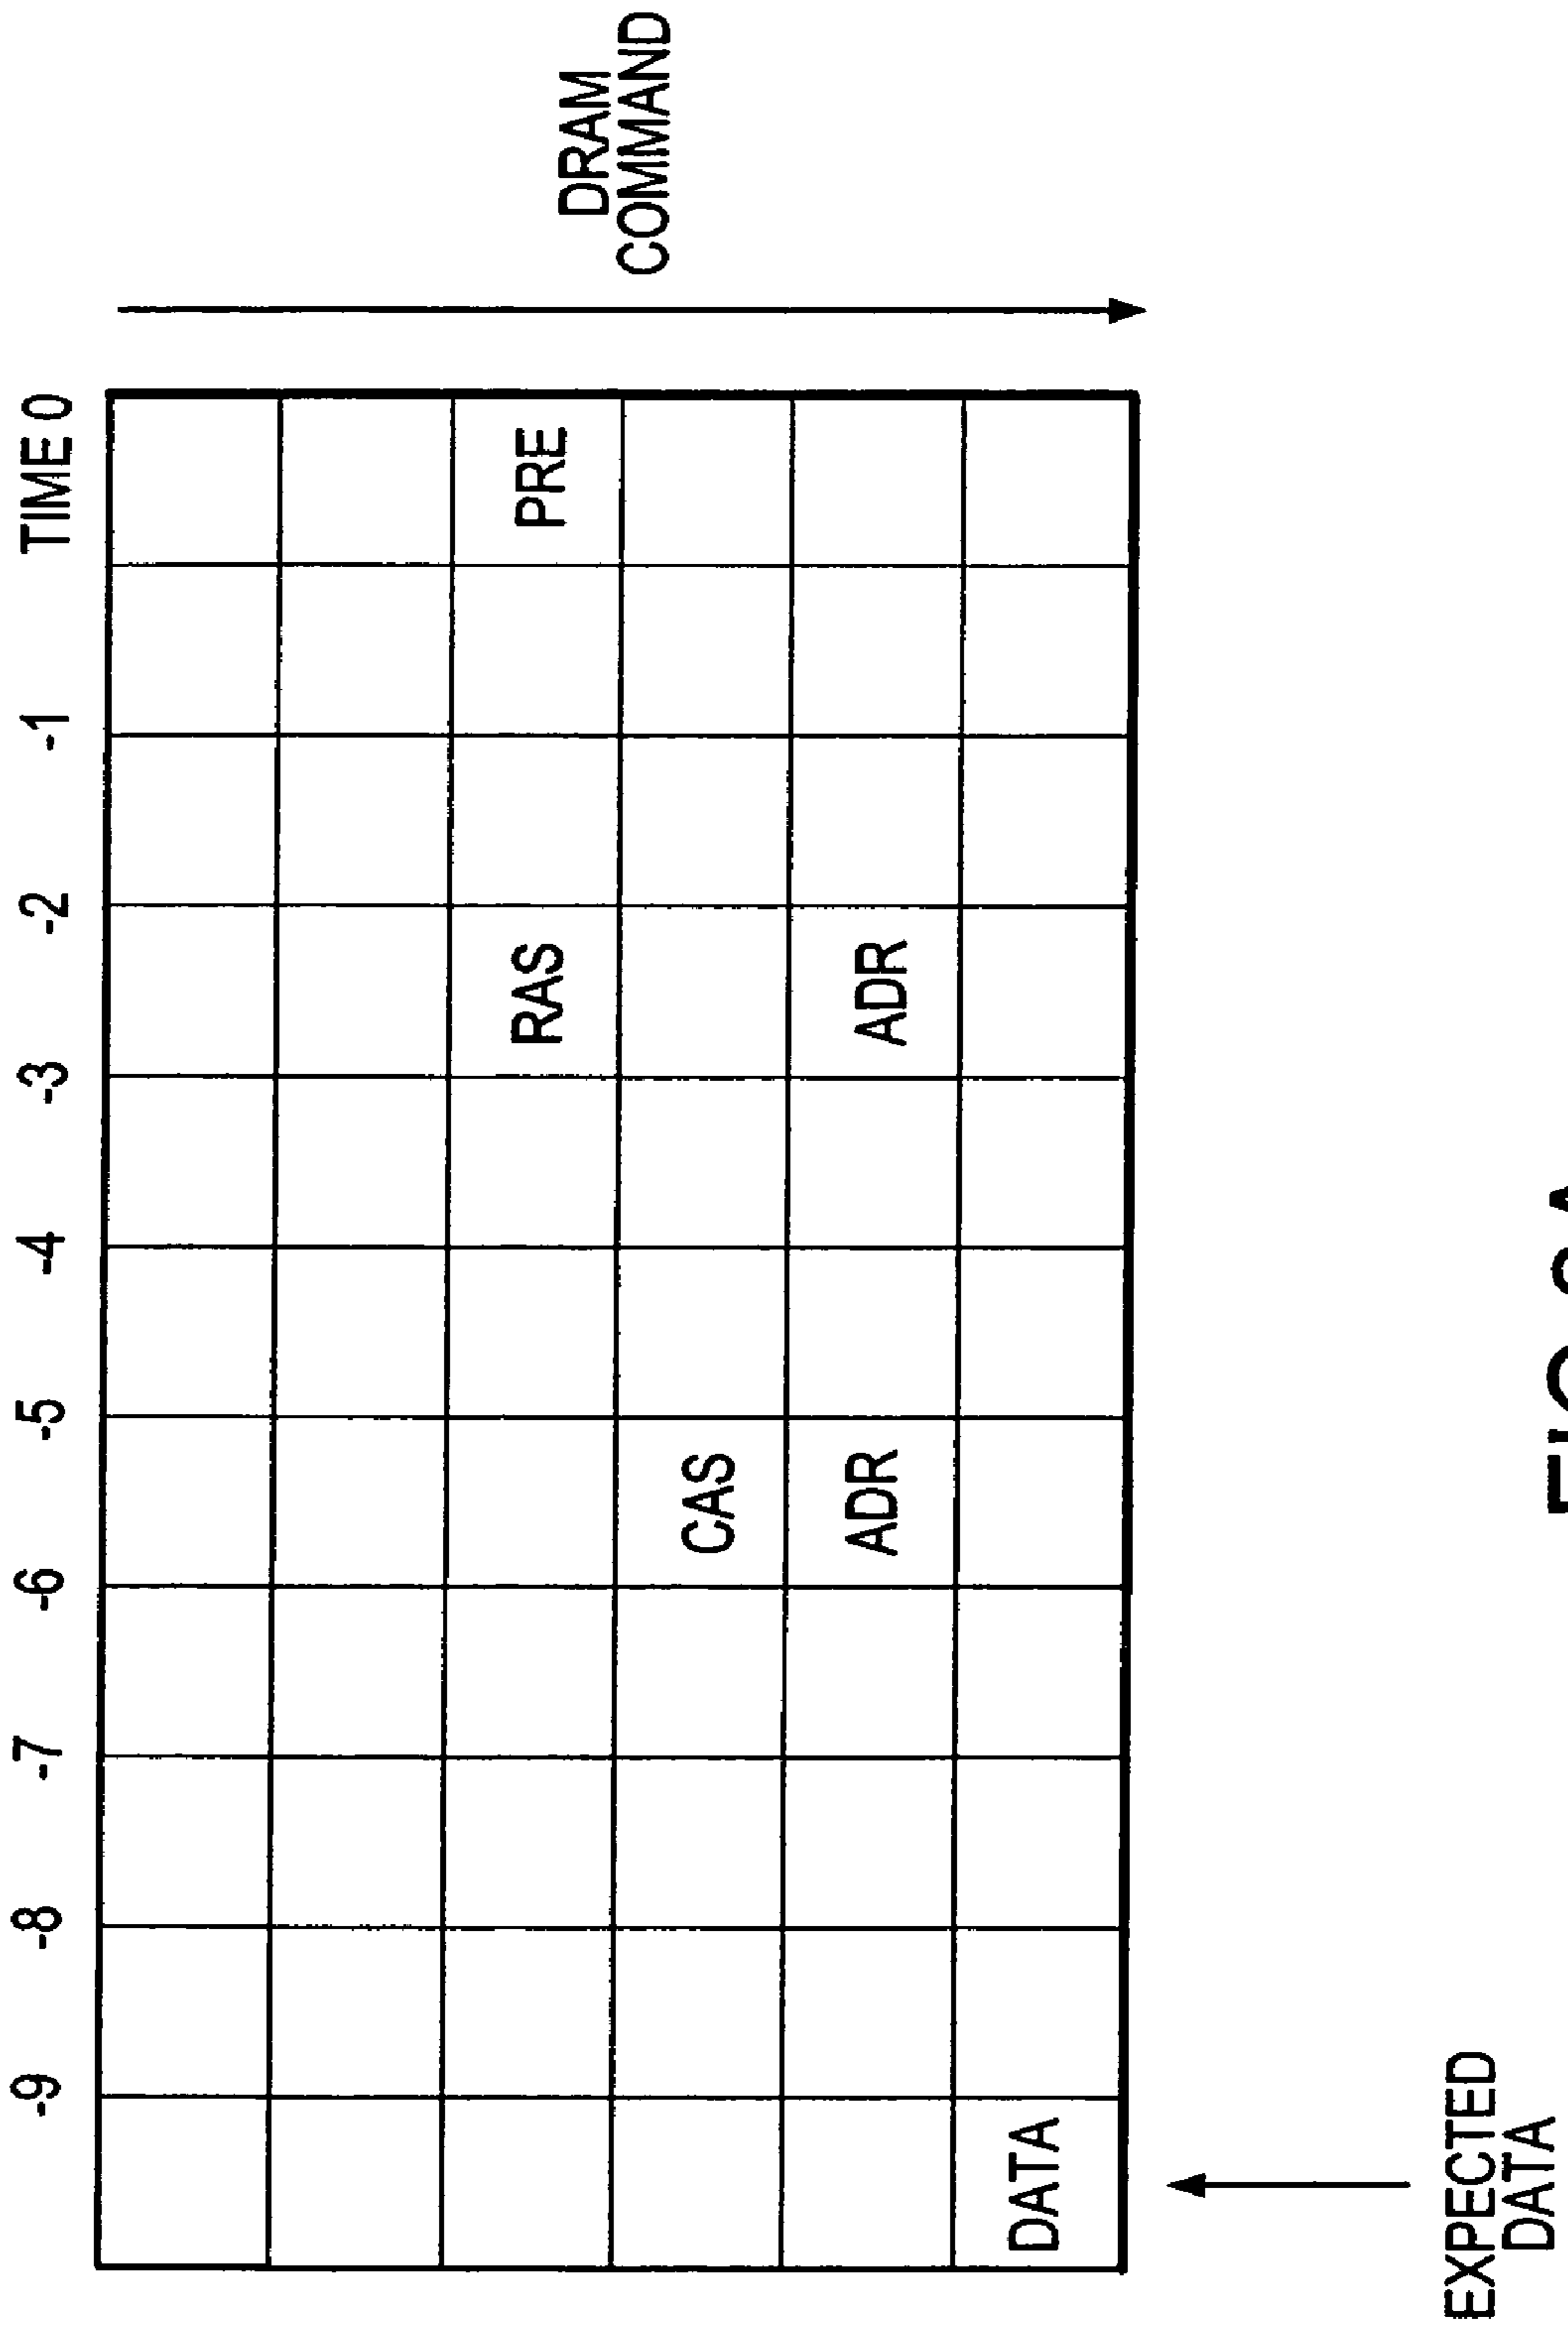 -9 -8 -7 -6 -5 -4 -3 -2 -1 TIME 0
RAS PRE
DRAM
COMMAND
CAS
ADR ADR
DATA
EXPECTED
DATA